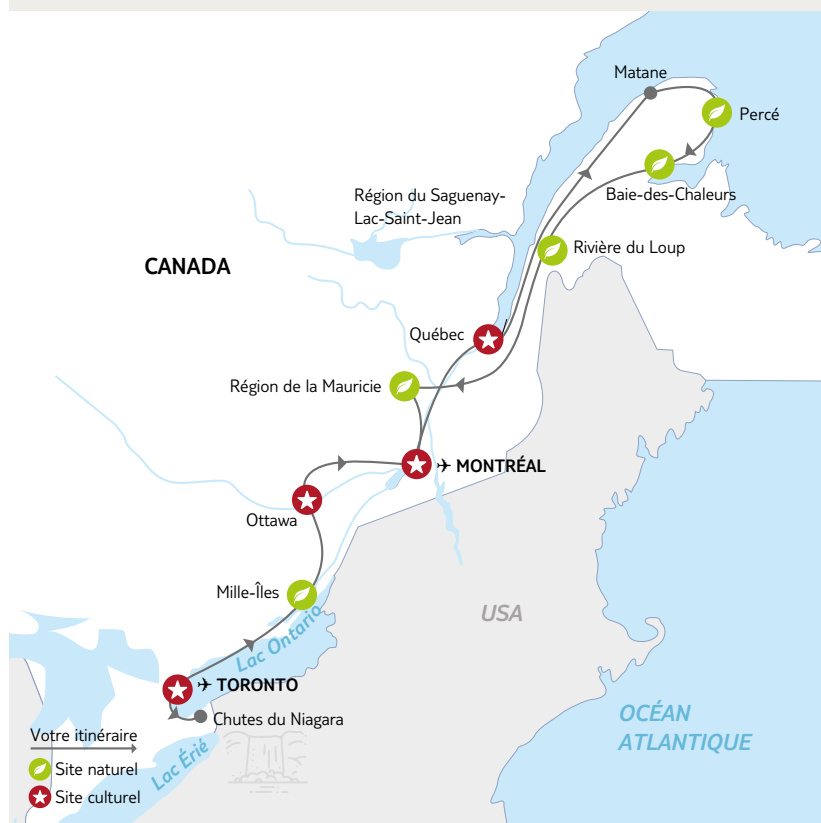 Matane
Percé
Région du Saguenay-
Lac-Saint-Jean
Baie-des-Chaleurs
CANADA
Rivière du Loup
Québec
Région de la Mauricie
MONTRÉAL
Ottawa
Mille-Îles
USA
Lac Ontario
TORONTO
Chutes du Niagara
OCÉAN
ATLANTIQUE
Votre itinéraire
Lac Érié
Site naturel
Site culturel